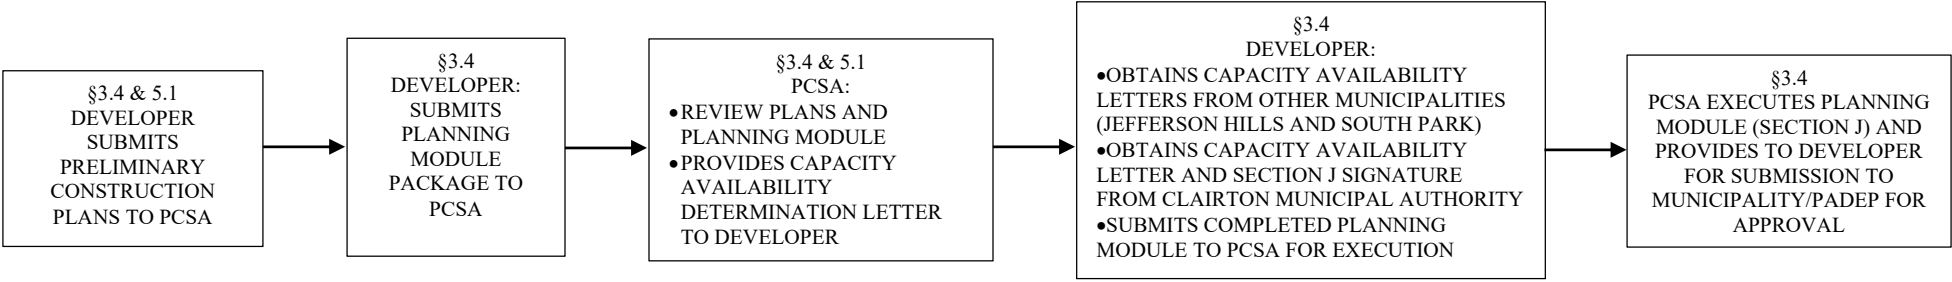 §3.4 & 5.1
DEVELOPER
SUBMITS
PRELIMINARY
CONSTRUCTION
PLANS TO PCSA
§3.4
DEVELOPER:
SUBMITS
PLANNING
MODULE
PACKAGE TO
PCSA
§3.4 & 5.1
PCSA:
•REVIEW PLANS AND
PLANNING MODULE
•PROVIDES CAPACITY
AVAILABILITY
DETERMINATION LETTER
TO DEVELOPER
§3.4
DEVELOPER:
•OBTAINS CAPACITY AVAILABILITY
LETTERS FROM OTHER MUNICIPALITIES
(JEFFERSON HILLS AND SOUTH PARK)
•OBTAINS CAPACITY AVAILABILITY
LETTER AND SECTION J SIGNATURE
FROM CLAIRTON MUNICIPAL AUTHORITY
•SUBMITS COMPLETED PLANNING
MODULE TO PCSA FOR EXECUTION
§3.4
PCSA EXECUTES PLANNING
MODULE (SECTION J) AND
PROVIDES TO DEVELOPER
FOR SUBMISSION TO
MUNICIPALITY/PADEP FOR
APPROVAL